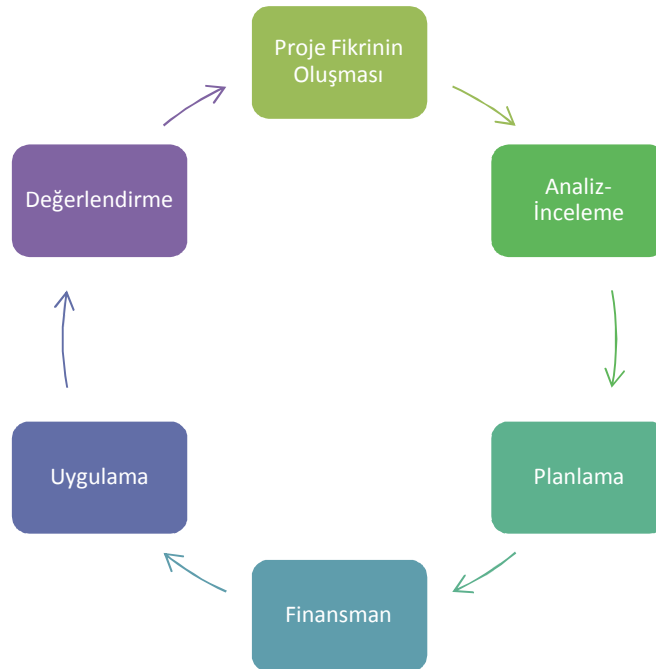 Proje Fikrinin
Oluşması
Analiz-
İnceleme
Planlama
Finansman
Uygulama
Değerlendirme